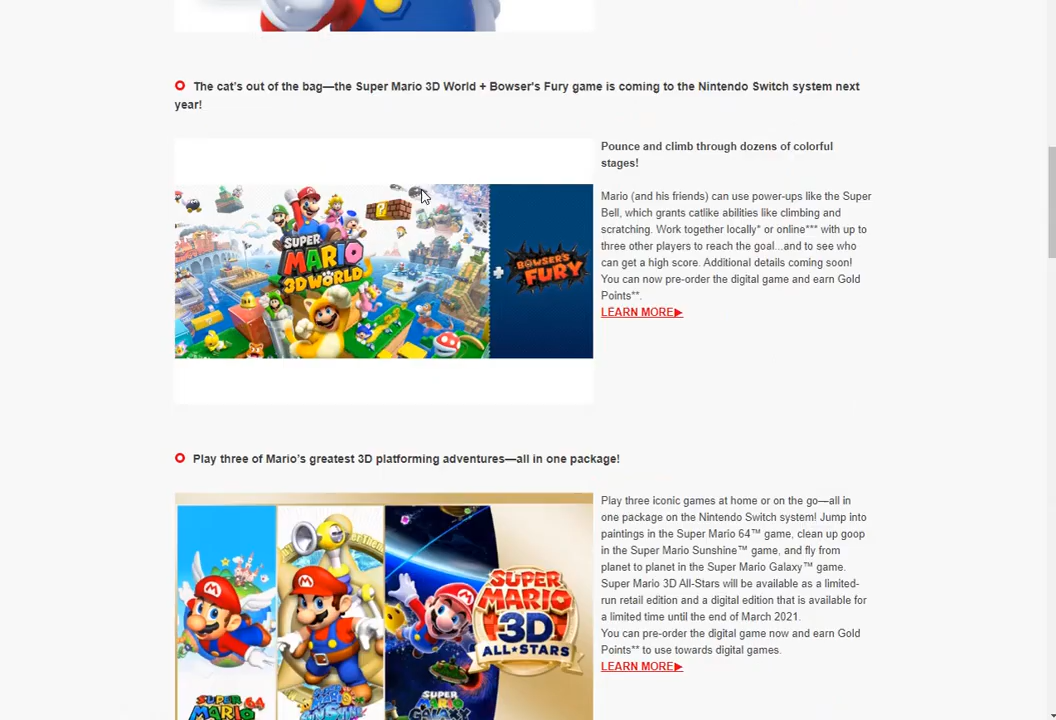 The cat's out of the bag—the Super Mario 3D World + Bowser's Fury game is coming to the Nintendo Switch system next
year!
Pounce and climb through dozens of colorful
stages!
Mario (and his friends) can use power-ups like the Super
Bell, which grants catlike abilities like climbing and
scratching. Work together locally* or online*** with up to
three other players to reach the goal...and to see who
can get a high score. Additional details coming soon!
You can now pre-order the digital game and earn Gold
Points**.
LEARN MORE▶
SUPER
MARIO
3D WORLD
+
BOWSER'S
FURY
Play three of Mario's greatest 3D platforming adventures—all in one package!
Play three iconic games at home or on the go—all in
one package on the Nintendo Switch system! Jump into
paintings in the Super Mario 64™ game, clean up goop
in the Super Mario Sunshine™ game, and fly from
planet to planet in the Super Mario Galaxy™ game.
Super Mario 3D All-Stars will be available as a limited-
run retail edition and a digital edition that is available for
a limited time until the end of March 2021.
You can pre-order the digital game now and earn Gold
Points** to use towards digital games.
LEARN MORE▶
SUPER
MARIO
3D
ALL★STARS
SUPER
MARIO 64
SUPER MARIO
SUNSHINE
SUPER
MARIO
GALAXY